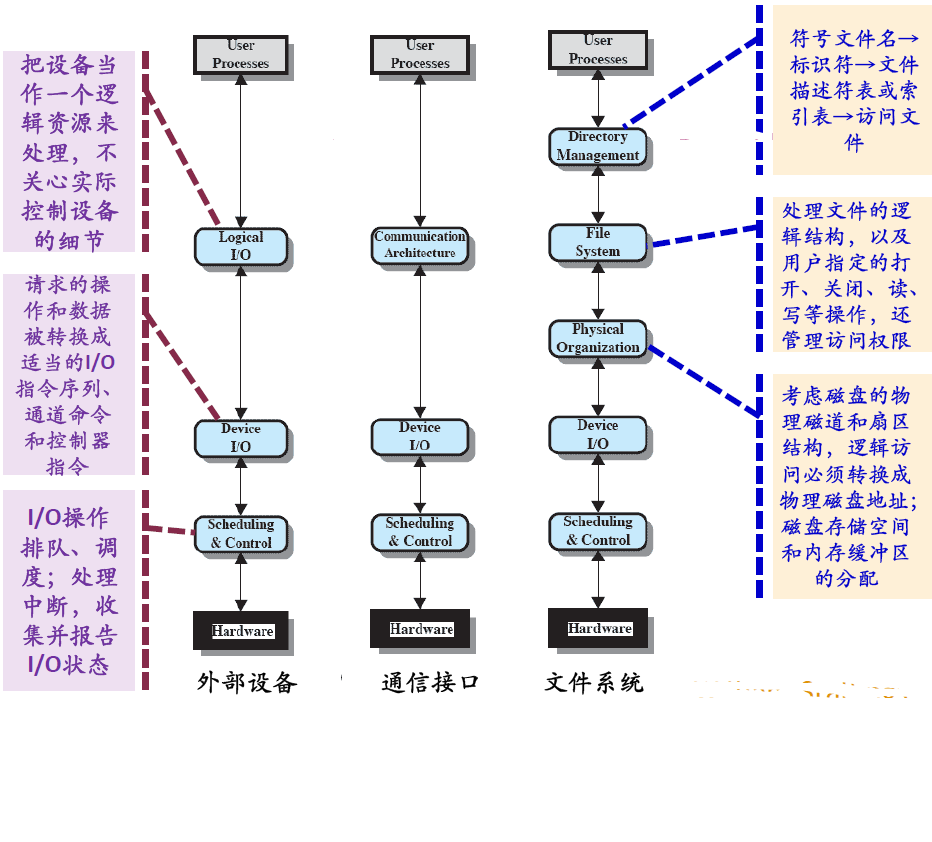 把设备当
作一个逻
辑资源来
处理，不
关心实际
控制设备
的细节
请求的操
作和数据
被转换成
适当的I/O
指令序列、
通道命令
和控制器
指令
I/O操作
排队、调
度；处理
中断，收
集并报告
I/O状态
User
Processes
Logical
I/O
Device
I/O
Scheduling
& Control
Hardware
外部设备
User
Processes
Communication
Architecture
Device
I/O
Scheduling
& Control
Hardware
通信接口
User
Processes
Directory
Management
File
System
Physical
Organization
Device
I/O
Scheduling
& Control
Hardware
文件系统
符号文件名→
标识符→文件
描述符表或索
引表→访问文
件
处理文件的逻
辑结构，以及
用户指定的打
开、关闭、读、
写等操作，还
管理访问权限
考虑磁盘的物
理磁道和扇区
结构，逻辑访
问必须转换成
物理磁盘地址；
磁盘存储空间
和内存缓冲区
的分配